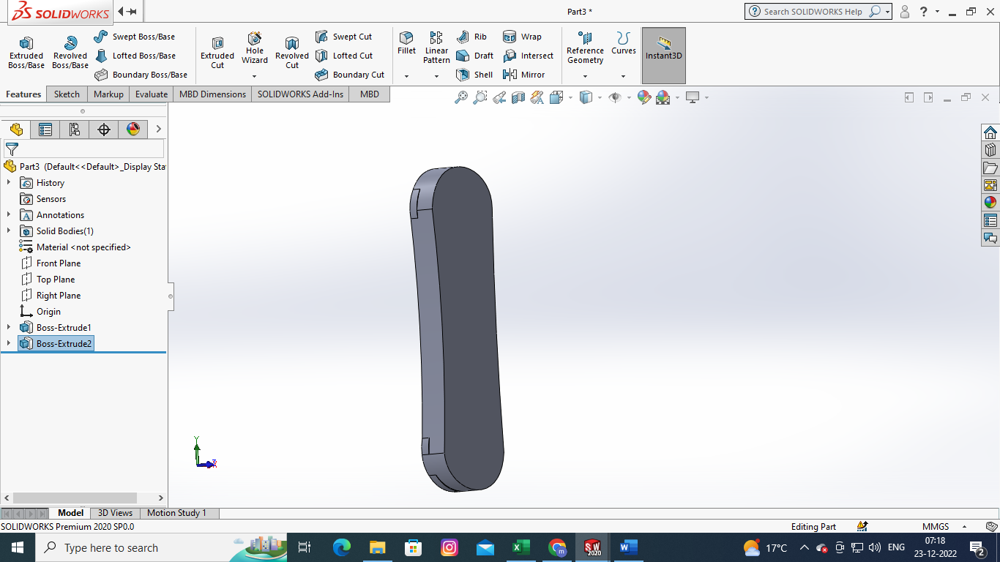 SOLIDWORKS
Part3 *
Search SOLIDWORKS Help
?
Extruded Boss/Base
Revolved Boss/Base
Swept Boss/Base
Lofted Boss/Base
Boundary Boss/Base
Extruded Cut
Hole Wizard
Revolved Cut
Swept Cut
Lofted Cut
Boundary Cut
Fillet
Linear Pattern
Rib
Draft
Shell
Wrap
Intersect
Mirror
Reference Geometry
Curves
Instant3D
Features
Sketch
Markup
Evaluate
MBD Dimensions
SOLIDWORKS Add-Ins
MBD
Part3 (Default<<Default>_Display Sta
History
Sensors
Annotations
Solid Bodies(1)
Material <not specified>
Front Plane
Top Plane
Right Plane
Origin
Boss-Extrude1
Boss-Extrude2
Y
Model
3D Views
Motion Study 1
SOLIDWORKS Premium 2020 SP0.0
Editing Part
MMGS
Type here to search
SW 2020
17°C
ENG
07:18
23-12-2022
2